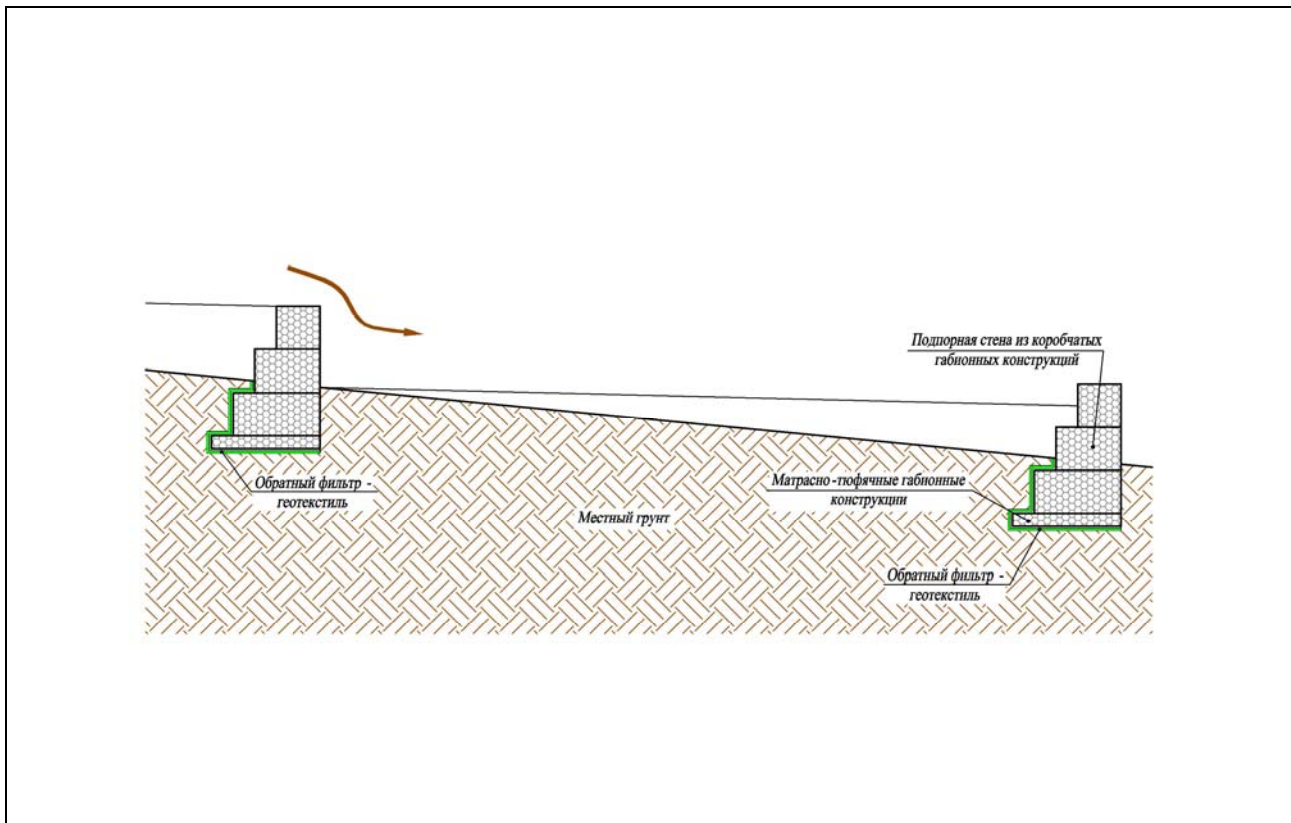 Подпорная стена из коробчатых
габионных конструкций
Обратный фильтр -
геотекстиль
Матрасно-тюфячные габионные
конструкции
Местный грунт
Обратный фильтр -
геотекстиль